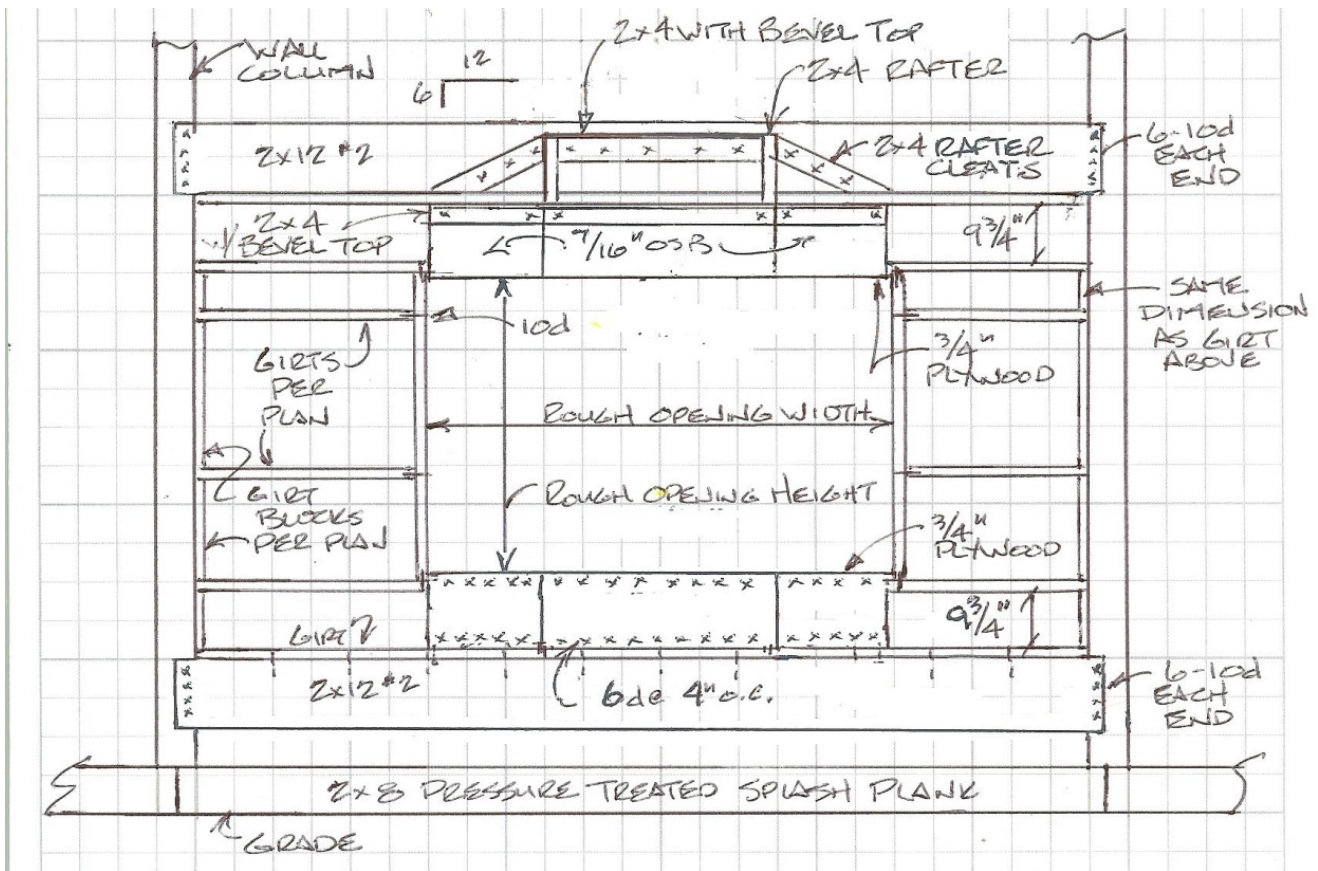 2x4 WITH BEVEL TOP
WALL
COLUMN
12
6
2x4 RAFTER
2x12 #2
2x4 RAFTER
CLEATS
6-10d
EACH
END
2x4
W/ BEVEL TOP
7/16" OSB
9 3/4"
SAME
DIMENSION
AS GIRT
ABOVE
10d
GIRTS
PER
PLAN
3/4"
PLYWOOD
ROUGH OPENING WIDTH
ROUGH OPENING HEIGHT
GIRT
BLOCKS
PER PLAN
3/4"
PLYWOOD
GIRT
9 3/4"
2x12 #2
6d@ 4" o.c.
6-10d
EACH
END
2x8 PRESSURE TREATED SPLASH PLANK
GRADE